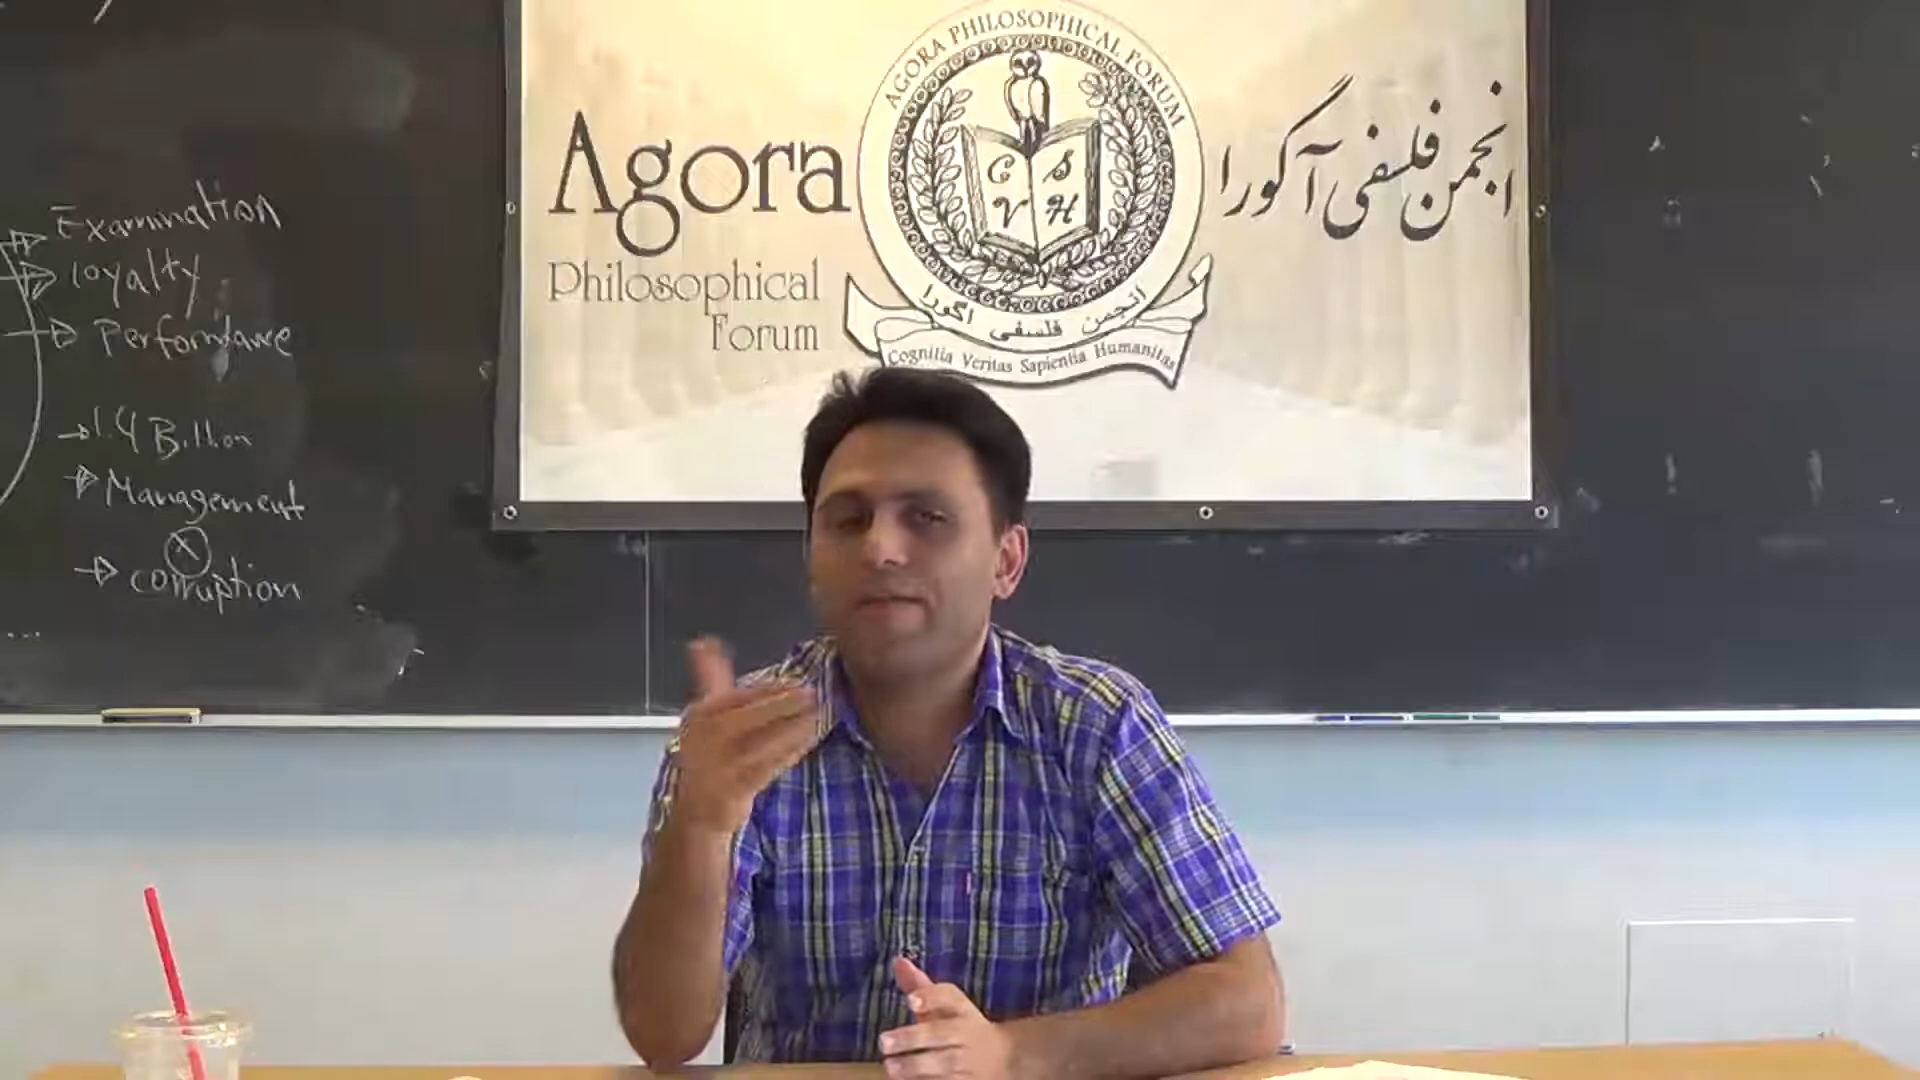 Examination
loyalty
Performance
1.4 Billion
Management
X
corruption
Agora
Philosophical
Forum
AGORA PHILOSOPHICAL FORUM
C S
V H
انجمن فلسفی آگورا
Cognitia Veritas Sapientia Humanitas
انجمن فلسفی آگورا